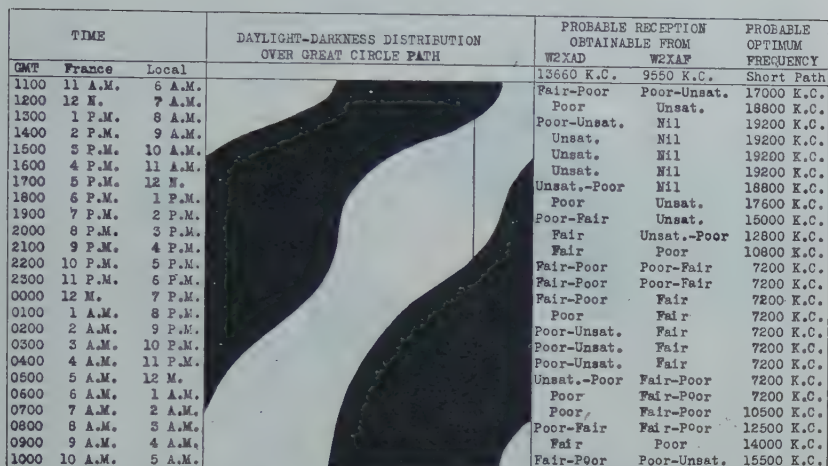 TIME DAYLIGHT-DARKNESS DISTRIBUTION PROBABLE RECEPTION PROBABLE
OVER GREAT CIRCLE PATH OBTAINABLE FROM OPTIMUM
GMT France Local W2XAD W2XAF FREQUENCY
13660 K.C. 9550 K.C. Short Path
1100 11 A.M. 6 A.M. Fair-Poor Poor-Unsat. 17000 K.C.
1200 12 N. 7 A.M. Poor Unsat. 18800 K.C.
1300 1 P.M. 8 A.M. Poor-Unsat. Nil 19200 K.C.
1400 2 P.M. 9 A.M. Unsat. Nil 19200 K.C.
1500 3 P.M. 10 A.M. Unsat. Nil 19200 K.C.
1600 4 P.M. 11 A.M. Unsat. Nil 19200 K.C.
1700 5 P.M. 12 N. Unsat.-Poor Nil 18800 K.C.
1800 6 P.M. 1 P.M. Poor Unsat. 17600 K.C.
1900 7 P.M. 2 P.M. Poor-Fair Unsat. 15000 K.C.
2000 8 P.M. 3 P.M. Fair Unsat.-Poor 12800 K.C.
2100 9 P.M. 4 P.M. Fair Poor 10800 K.C.
2200 10 P.M. 5 P.M. Fair-Poor Poor-Fair 7200 K.C.
2300 11 P.M. 6 P.M. Fair-Poor Poor-Fair 7200 K.C.
0000 12 M. 7 P.M. Fair-Poor Fair 7200 K.C.
0100 1 A.M. 8 P.M. Poor Fair 7200 K.C.
0200 2 A.M. 9 P.M. Poor-Unsat. Fair 7200 K.C.
0300 3 A.M. 10 P.M. Poor-Unsat. Fair 7200 K.C.
0400 4 A.M. 11 P.M. Poor-Unsat. Fair 7200 K.C.
0500 5 A.M. 12 M. Unsat.-Poor Fair-Poor 7200 K.C.
0600 6 A.M. 1 A.M. Poor Fair-Poor 7200 K.C.
0700 7 A.M. 2 A.M. Poor Fair-Poor 10500 K.C.
0800 8 A.M. 3 A.M. Poor-Fair Fair-Poor 12500 K.C.
0900 9 A.M. 4 A.M. Fair Poor 14000 K.C.
1000 10 A.M. 5 A.M. Fair-Poor Poor-Unsat. 15500 K.C.